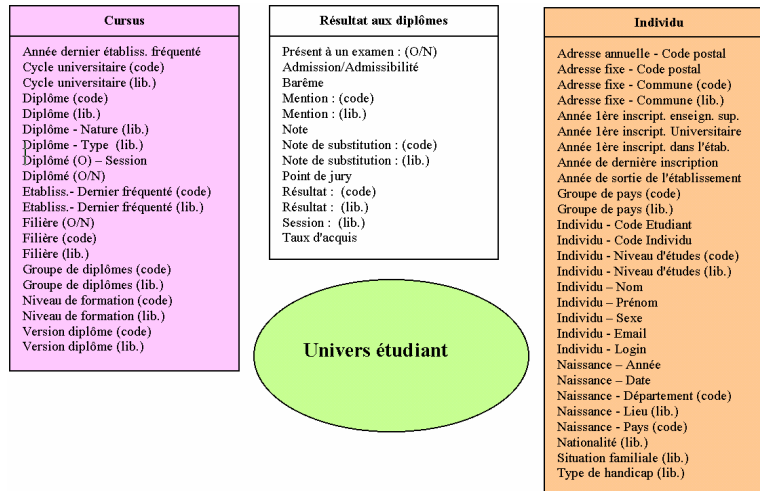 Cursus
Année dernier établiss. fréquenté
Cycle universitaire (code)
Cycle universitaire (lib.)
Diplôme (code)
Diplôme (lib.)
Diplôme - Nature (lib.)
Diplôme - Type (lib.)
Diplômé (O) – Session
Diplômé (O/N)
Etabliss.- Dernier fréquenté (code)
Etabliss.- Dernier fréquenté (lib.)
Filière (O/N)
Filière (code)
Filière (lib.)
Groupe de diplômes (code)
Groupe de diplômes (lib.)
Niveau de formation (code)
Niveau de formation (lib.)
Version diplôme (code)
Version diplôme (lib.)
Résultat aux diplômes
Présent à un examen : (O/N)
Admission/Admissibilité
Barême
Mention : (code)
Mention : (lib.)
Note
Note de substitution : (code)
Note de substitution : (lib.)
Point de jury
Résultat : (code)
Résultat : (lib.)
Session : (lib.)
Taux d'acquis
Univers étudiant
Individu
Adresse annuelle - Code postal
Adresse fixe - Code postal
Adresse fixe - Commune (code)
Adresse fixe - Commune (lib.)
Année 1ère inscript. enseign. sup.
Année 1ère inscript. Universitaire
Année 1ère inscript. dans l'étab.
Année de dernière inscription
Année de sortie de l'établissement
Groupe de pays (code)
Groupe de pays (lib.)
Individu - Code Etudiant
Individu - Code Individu
Individu - Niveau d'études (code)
Individu - Niveau d'études (lib.)
Individu – Nom
Individu – Prénom
Individu – Sexe
Individu - Email
Individu - Login
Naissance – Année
Naissance – Date
Naissance - Département (code)
Naissance - Lieu (lib.)
Naissance - Pays (code)
Nationalité (lib.)
Situation familiale (lib.)
Type de handicap (lib.)